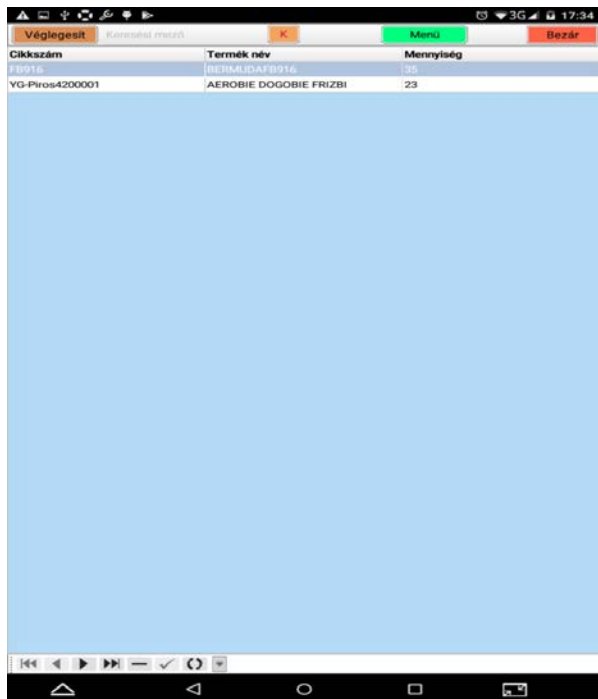 3G 17:34
Véglegesít Keresési mező K Menü Bezár
Cikkszám Termék név Mennyiség
FB916 BERMUDAFB916 35
YG-Piros4200001 AEROBIE DOGOBIE FRIZBI 23